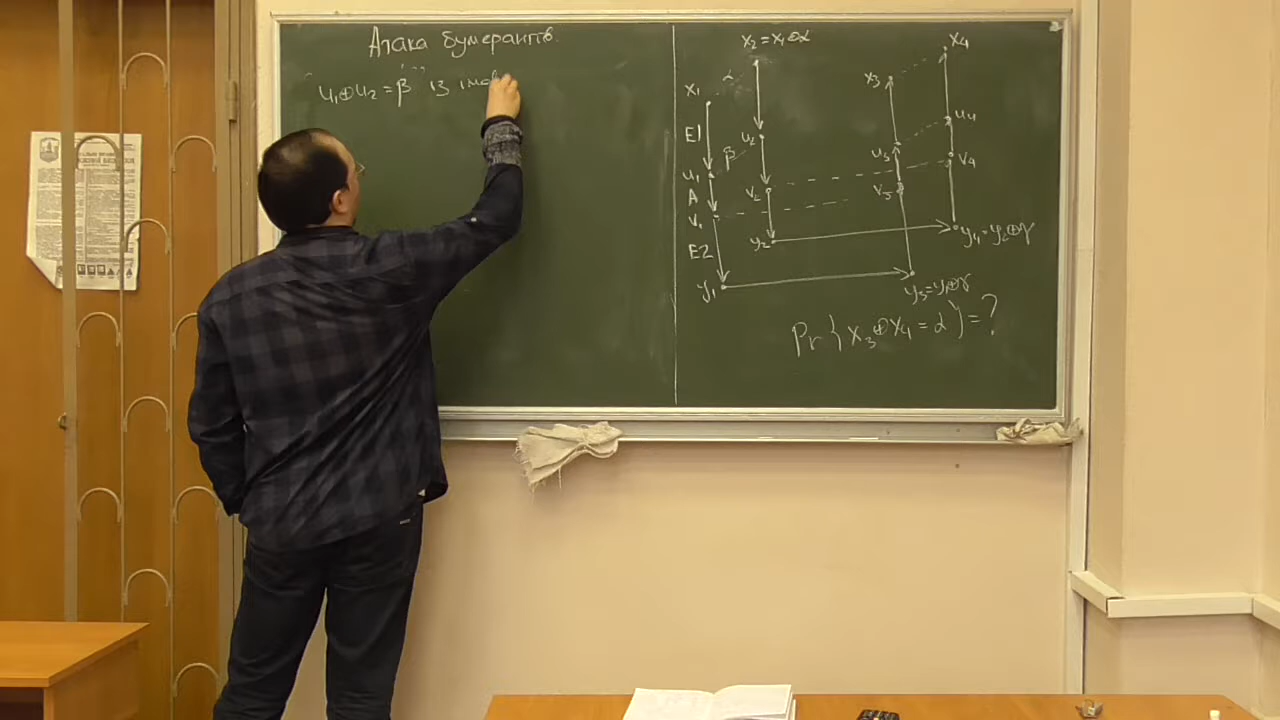 Атака бумерангів.
u₁⊕u₂ = β із імов
x₂ = x₁⊕α
x₄
x₃
x₁
α
E1
u₂
u₄
β
u₃
u₁
v₄
A
v₂
v₃
v₁
y₂
y₄ = y₂⊕γ
E2
y₁
y₃ = y₁⊕γ
Pr{x₃⊕x₄ = α} = ?